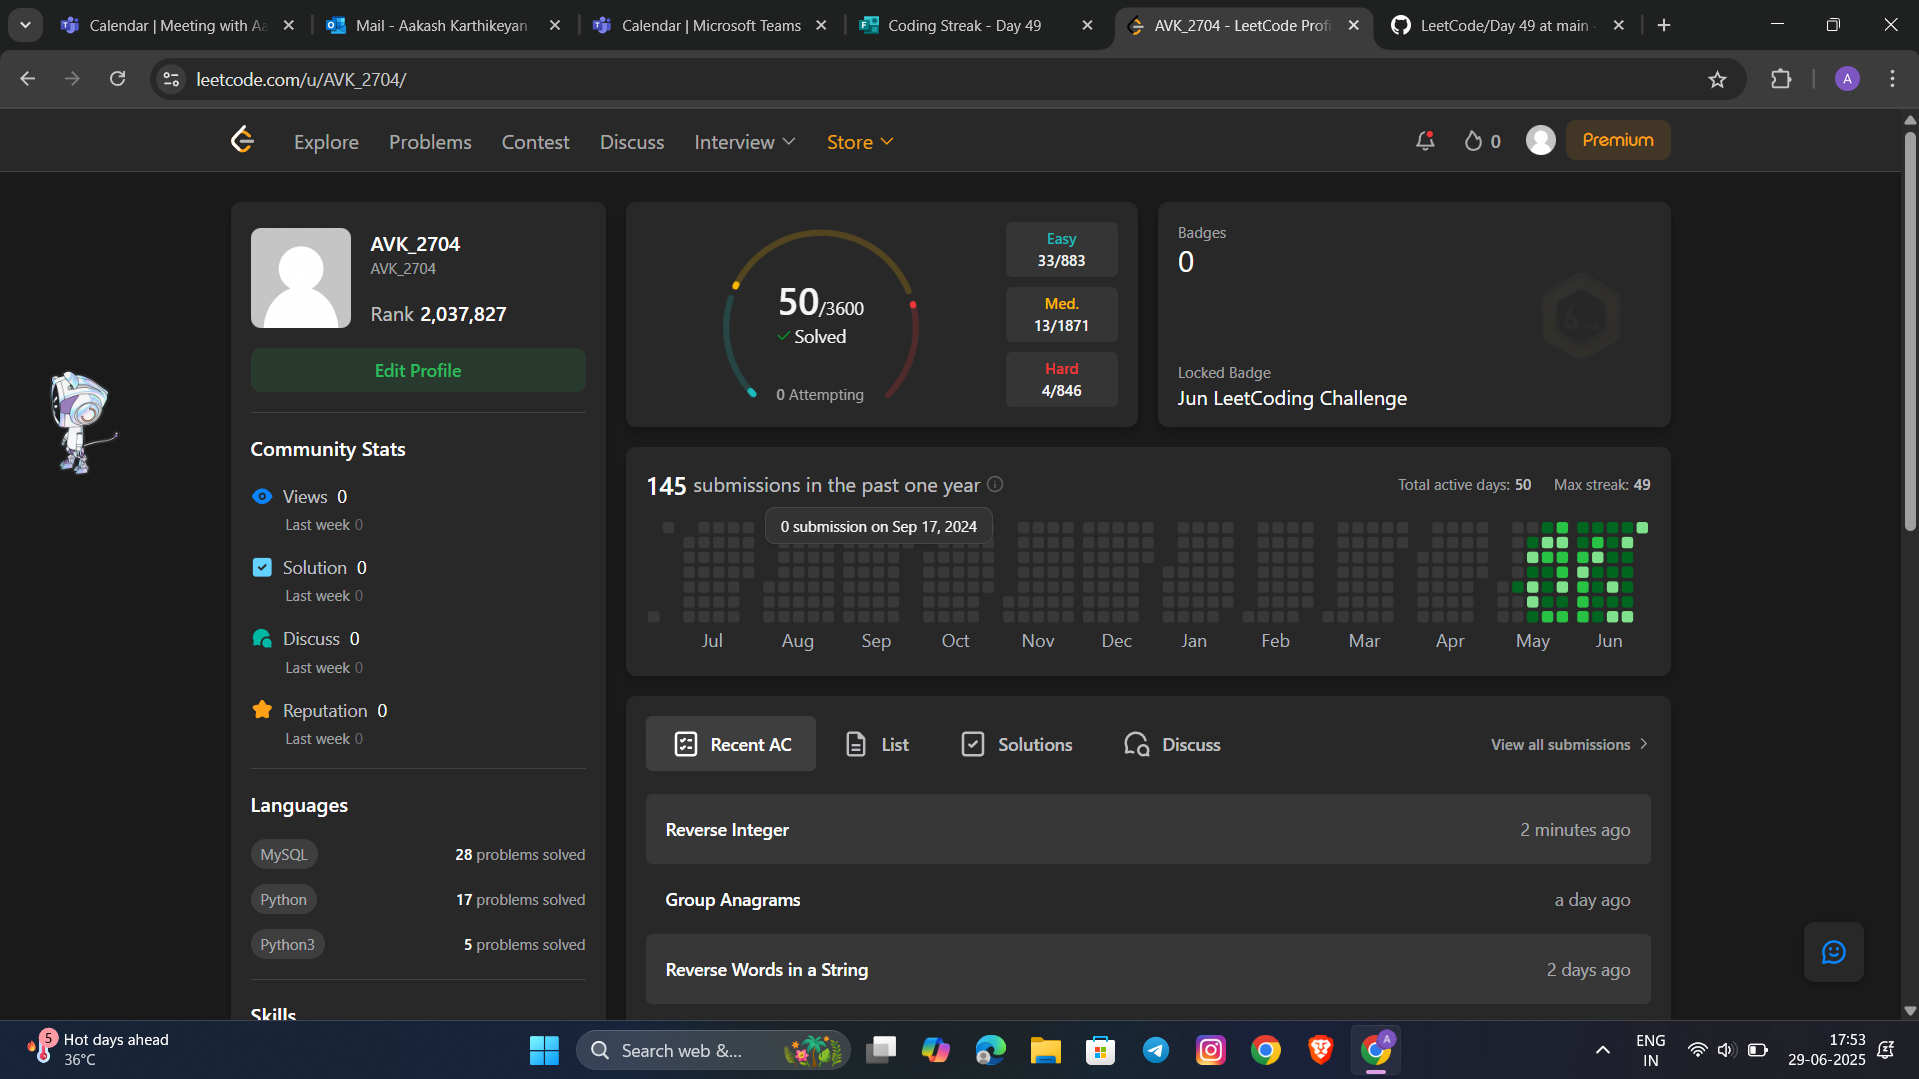 Calendar | Meeting with Aa
Mail - Aakash Karthikeyan
Calendar | Microsoft Teams
Coding Streak - Day 49
AVK_2704 - LeetCode Profi
LeetCode/Day 49 at main
leetcode.com/u/AVK_2704/
A
Explore
Problems
Contest
Discuss
Interview
Store
0
Premium
AVK_2704
AVK_2704
Rank 2,037,827
Edit Profile
Community Stats
Views 0
Last week 0
Solution 0
Last week 0
Discuss 0
Last week 0
Reputation 0
Last week 0
Languages
MySQL 28 problems solved
Python 17 problems solved
Python3 5 problems solved
Skills
50/3600
Solved
0 Attempting
Easy
33/883
Med.
13/1871
Hard
4/846
Badges
0
Locked Badge
Jun LeetCoding Challenge
145 submissions in the past one year
Total active days: 50 Max streak: 49
0 submission on Sep 17, 2024
Jul Aug Sep Oct Nov Dec Jan Feb Mar Apr May Jun
Recent AC
List
Solutions
Discuss
View all submissions
Reverse Integer 2 minutes ago
Group Anagrams a day ago
Reverse Words in a String 2 days ago
5
Hot days ahead
36°C
Search web &...
A
ENG
IN
17:53
29-06-2025